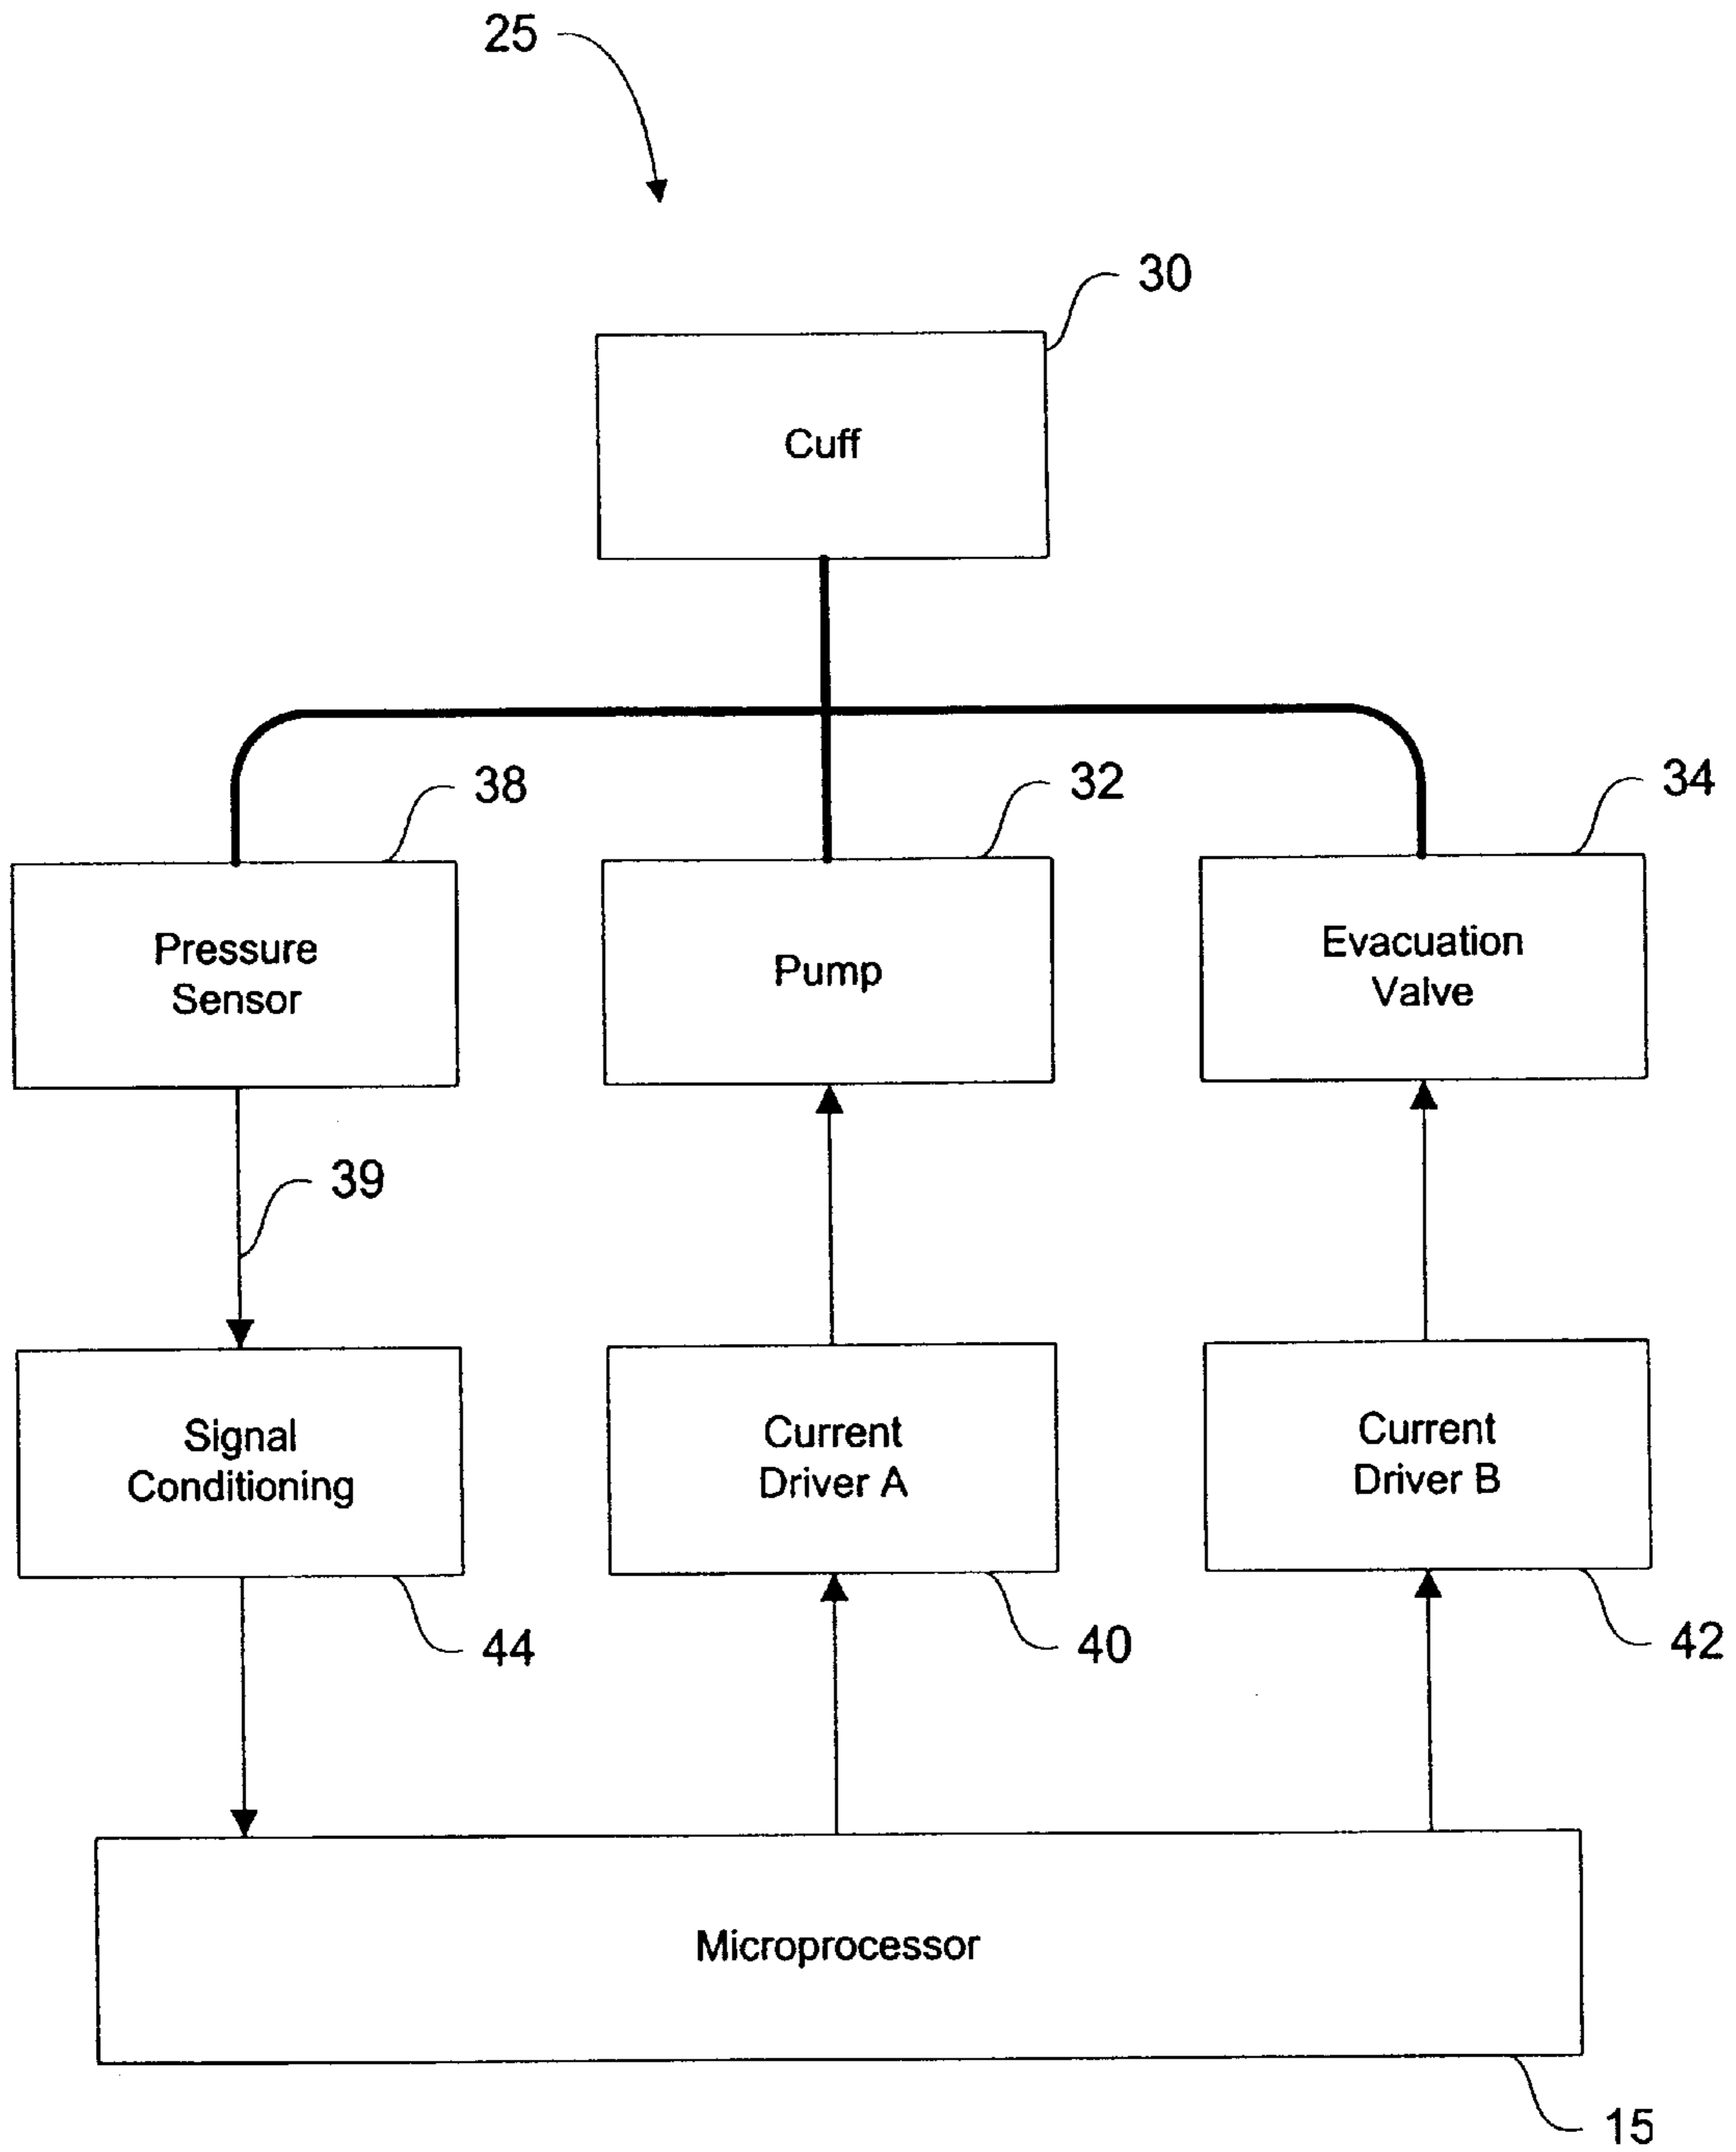 25
30
Cuff
38
32
34
Pressure
Sensor
Pump
Evacuation
Valve
39
Signal
Conditioning
Current
Driver A
Current
Driver B
44
40
42
Microprocessor
15